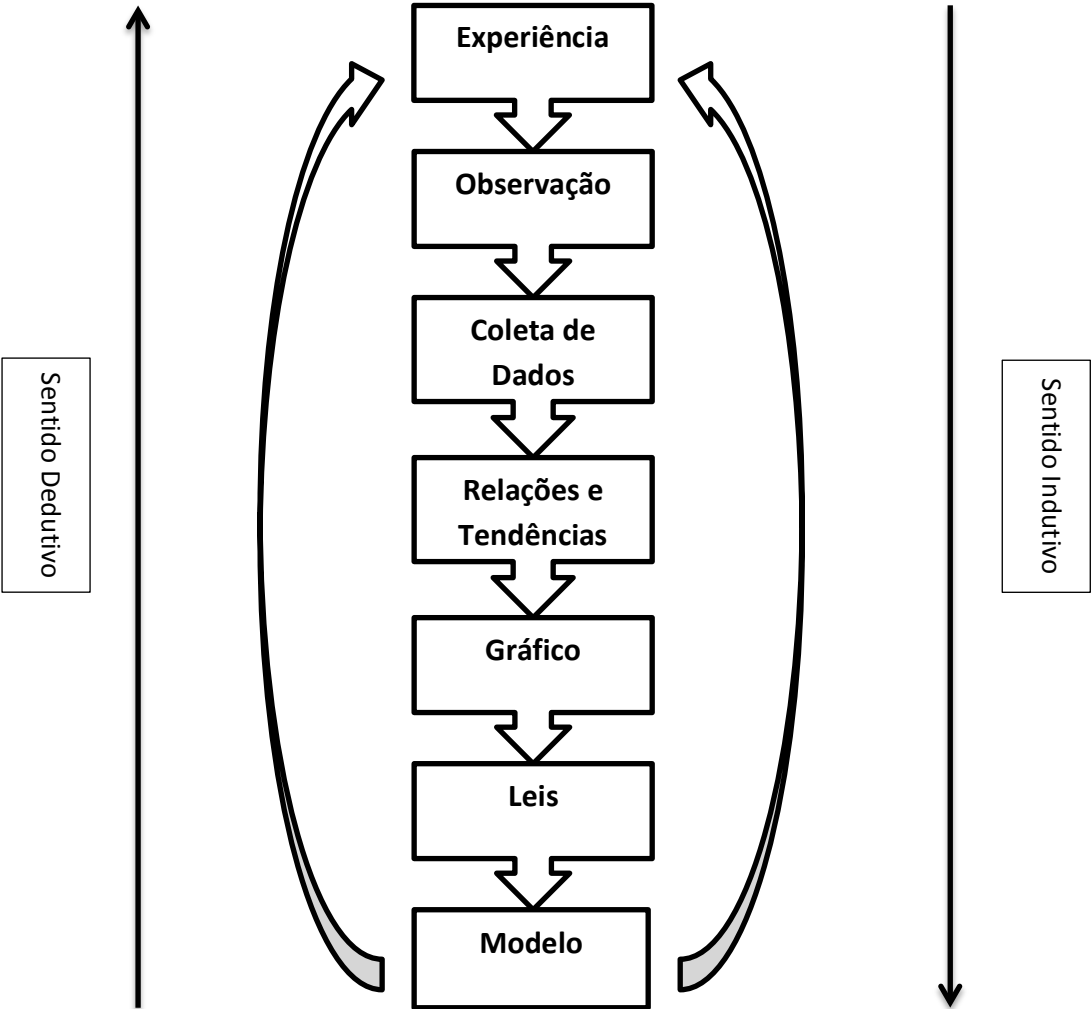 Experiência
Observação
Coleta de
Dados
Relações e
Tendências
Gráfico
Leis
Modelo
Sentido Dedutivo
Sentido Indutivo